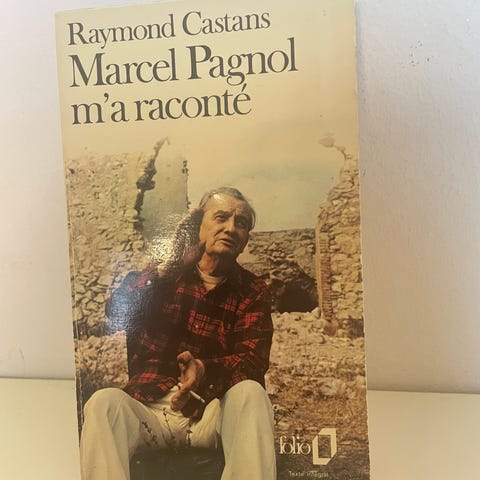 Raymond Castans
Marcel Pagnol
m'a raconté
folio
Texte intégral